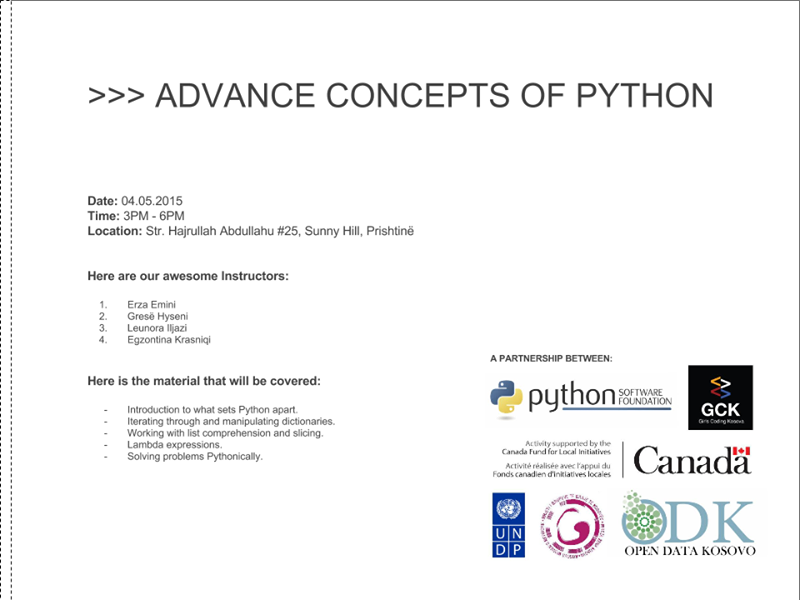 >>> ADVANCE CONCEPTS OF PYTHON
Date: 04.05.2015
Time: 3PM - 6PM
Location: Str. Hajrullah Abdullahu #25, Sunny Hill, Prishtinë
Here are our awesome Instructors:
1. Erza Emini
2. Gresë Hyseni
3. Leunora Iljazi
4. Egzontina Krasniqi
Here is the material that will be covered:
- Introduction to what sets Python apart.
- Iterating through and manipulating dictionaries.
- Working with list comprehension and slicing.
- Lambda expressions.
- Solving problems Pythonically.
A PARTNERSHIP BETWEEN:
python SOFTWARE
FOUNDATION
GCK
Girls Coding Kosova
Activity supported by the
Canada Fund for Local Initiatives
Activité réalisée avec l'appui du
Fonds canadien d'initiatives locales
Canada
U N
D P
ODK
OPEN DATA KOSOVO